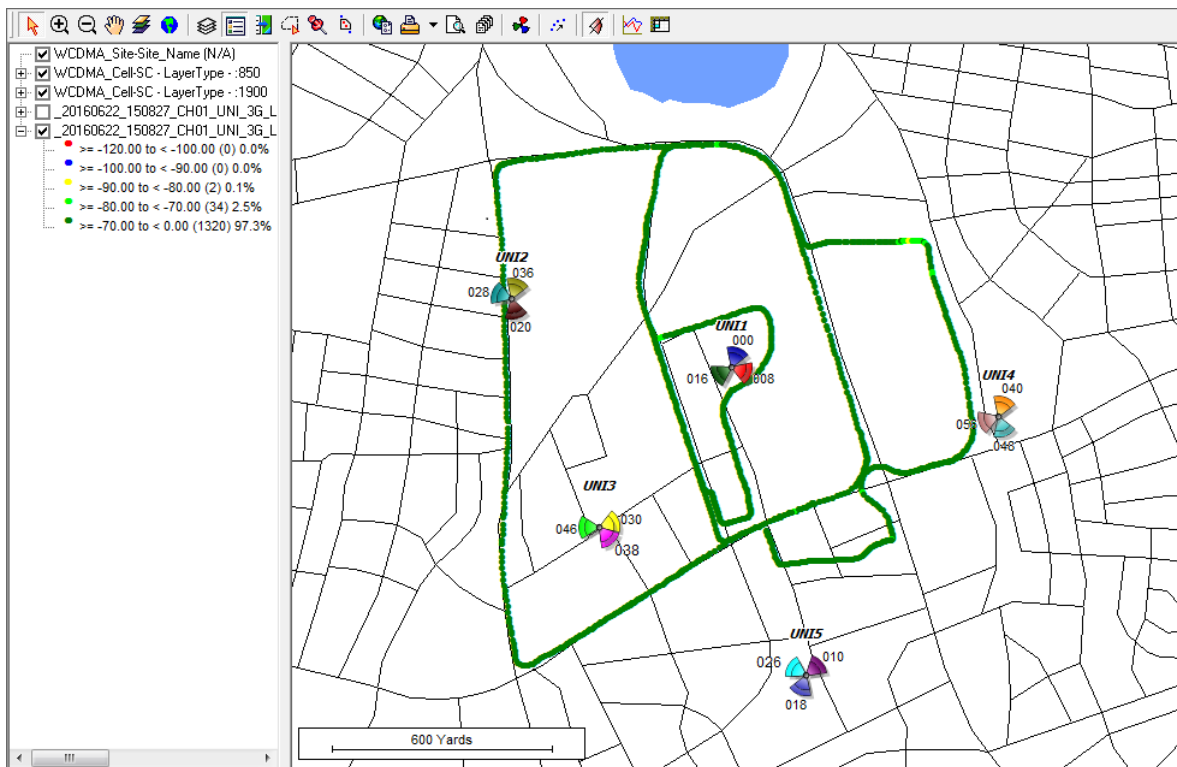 WCDMA_Site-Site_Name (N/A)
WCDMA_Cell-SC - LayerType - :850
WCDMA_Cell-SC - LayerType - :1900
_20160622_150827_CH01_UNI_3G_L
_20160622_150827_CH01_UNI_3G_L
>= -120.00 to < -100.00 (0) 0.0%
>= -100.00 to < -90.00 (0) 0.0%
>= -90.00 to < -80.00 (2) 0.1%
>= -80.00 to < -70.00 (34) 2.5%
>= -70.00 to < 0.00 (1320) 97.3%
UNI2
036
028
020
UNI1
000
016
008
UNI4
040
056
048
UNI3
030
046
038
UNI5
010
026
018
600 Yards